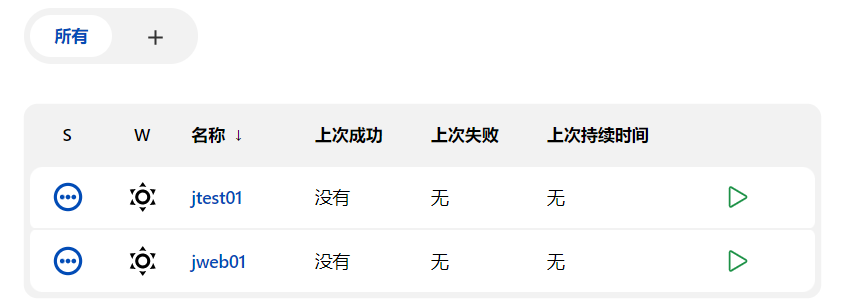 所有 +
S W 名称 ↓ 上次成功 上次失败 上次持续时间
jtest01 没有 无 无
jweb01 没有 无 无